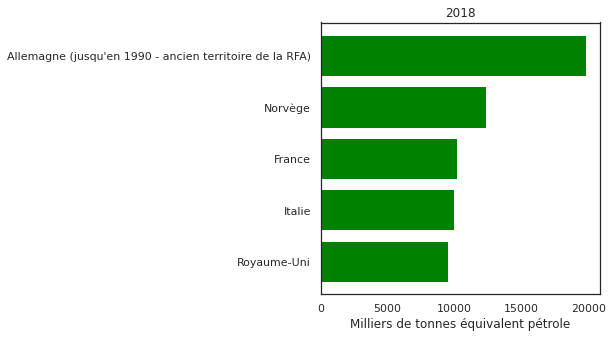 2018
Allemagne (jusqu'en 1990 - ancien territoire de la RFA)
Norvège
France
Italie
Royaume-Uni
0 5000 10000 15000 20000
Milliers de tonnes équivalent pétrole